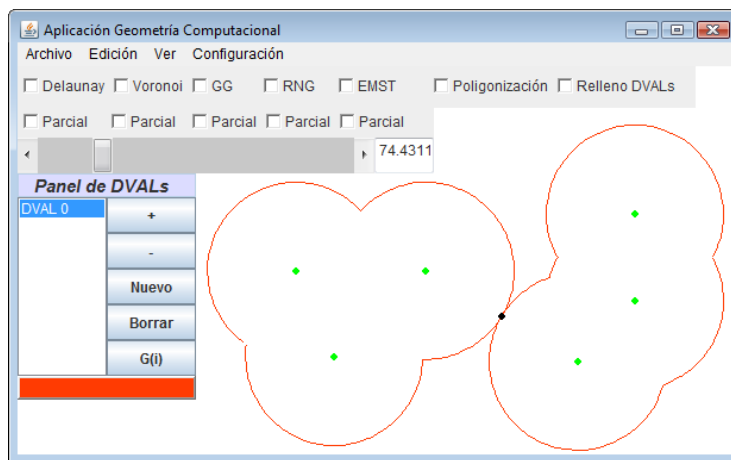 Aplicación Geometría Computacional
Archivo Edición Ver Configuración
Delaunay Voronoi GG RNG EMST Poligonización Relleno DVALs
Parcial Parcial Parcial Parcial Parcial
74.4311
Panel de DVALs
DVAL 0
+
-
Nuevo
Borrar
G(i)